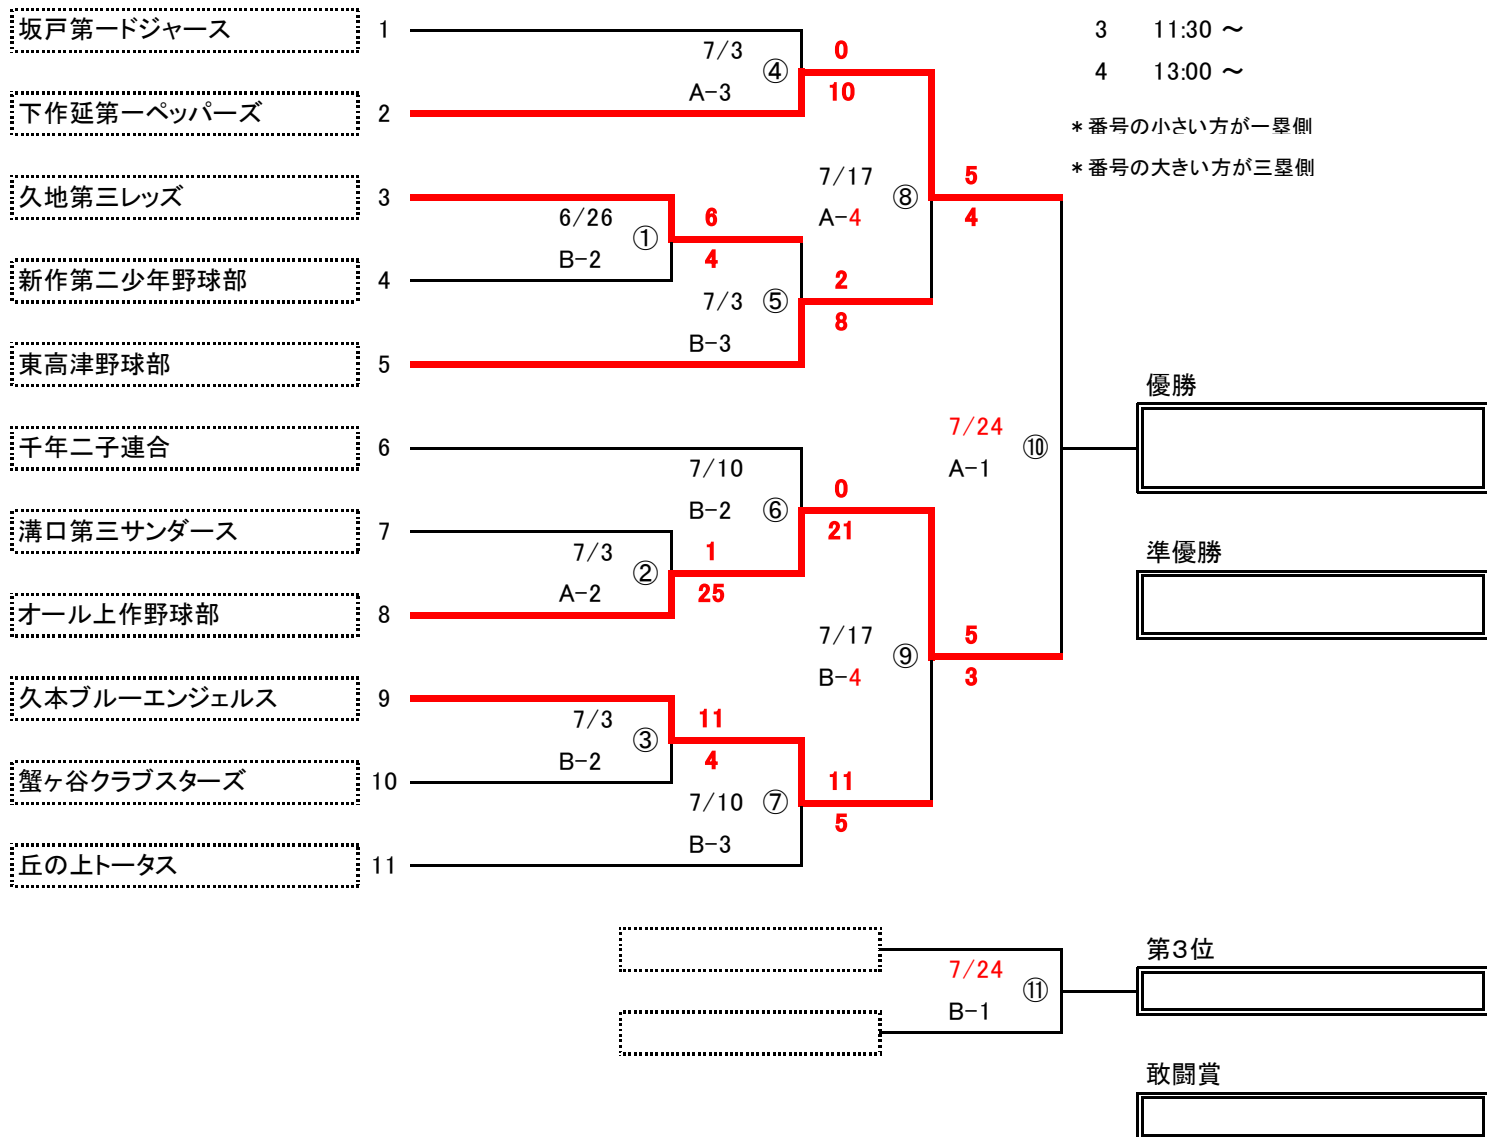 坂戸第一ドジャース 1
3 11:30 ～
7/3 ④ 0
4 13:00 ～
A-3 10
下作延第一ペッパーズ 2
*番号の小さい方が一塁側
*番号の大きい方が三塁側
7/17 ⑧ 5
久地第三レッズ 3
6/26 ① 6
A-4 4
B-2 4
新作第二少年野球部 4
7/3 ⑤ 2
8
B-3
東高津野球部 5
優勝
7/24 ⑩
千年二子連合 6
7/10
A-1
0
B-2 ⑥
溝口第三サンダース 7
21
7/3 ② 1
準優勝
A-2 25
オール上作野球部 8
7/17 ⑨ 5
B-4 3
久本ブルーエンジェルス 9
7/3 ③ 11
B-2 4
蟹ヶ谷クラブスターズ 10
11
7/10 ⑦
5
B-3
丘の上トータス 11
第3位
7/24 ⑪
B-1
敢闘賞